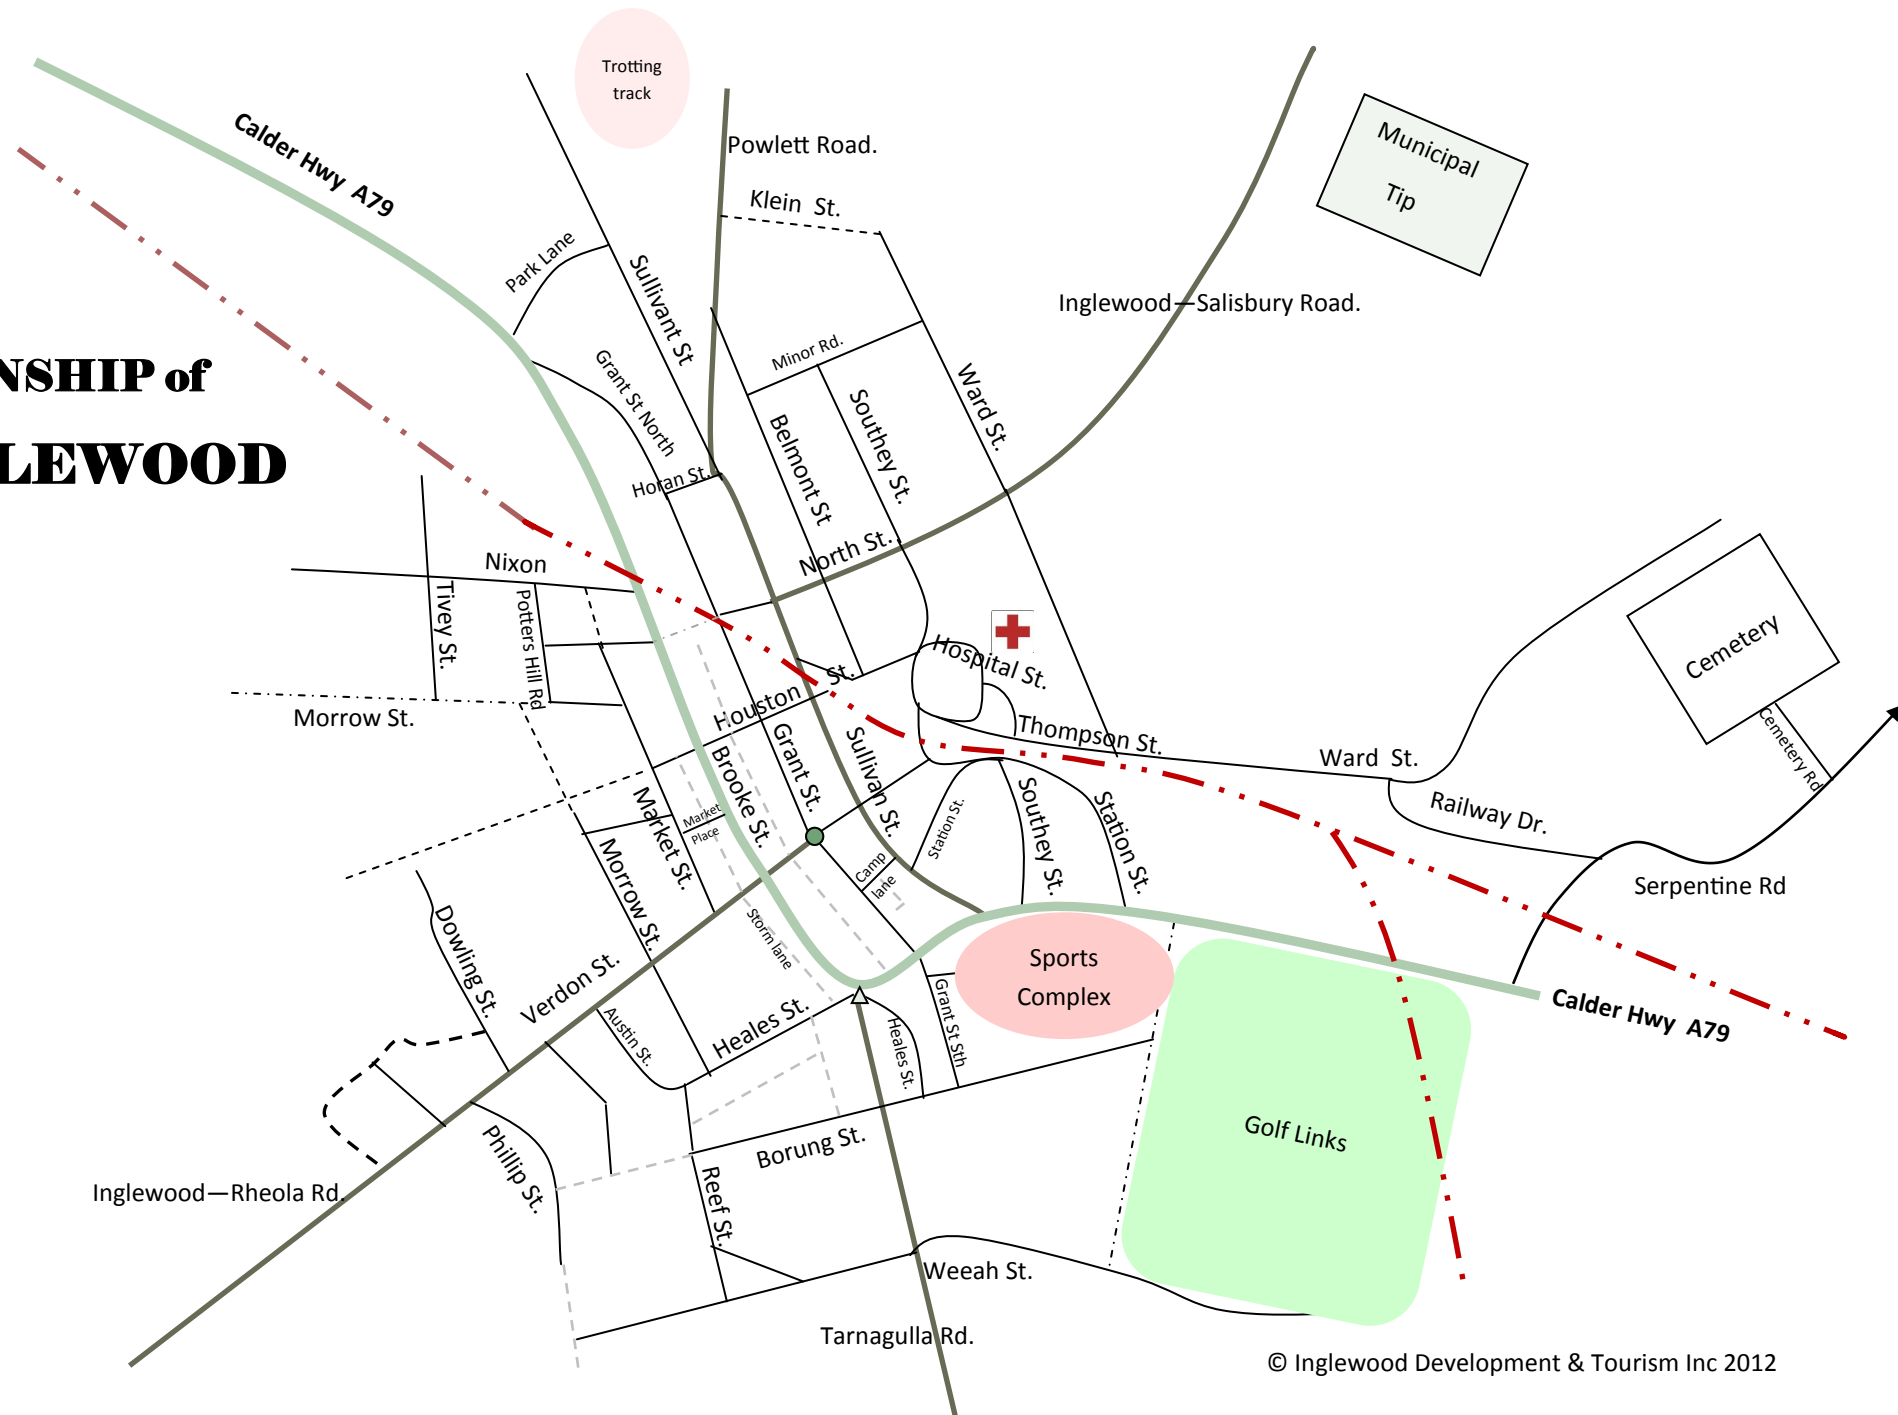 Trotting
track
Calder Hwy  A79
Powlett Road.
Municipal
Tip
Klein  St.
Park Lane
Sullivant St
Inglewood—Salisbury Road.
NSHIP of
LEWOOD
Grant St North
Minor Rd.
Ward St.
Southey St.
Belmont St
Horan St.
North St.
Nixon
Tivey St.
Potters Hill Rd
Hospital St.
Cemetery
Houston St.
Morrow St.
Cemetery Rd
Thompson St.
Ward  St.
Brooke St.
Grant St.
Sullivan St.
Railway Dr.
Market St.
Market
Place
Station St.
Southey St.
Station St.
Camp
lane
Serpentine Rd
Morrow St.
Dowling St.
Storm lane
Verdon St.
Sports
Complex
Grant St Sth
Calder Hwy  A79
Austin St.
Heales St.
Heales St.
Golf Links
Phillip St.
Borung St.
Inglewood—Rheola Rd.
Reef St.
Weeah St.
Tarnagulla Rd.
© Inglewood Development & Tourism Inc 2012